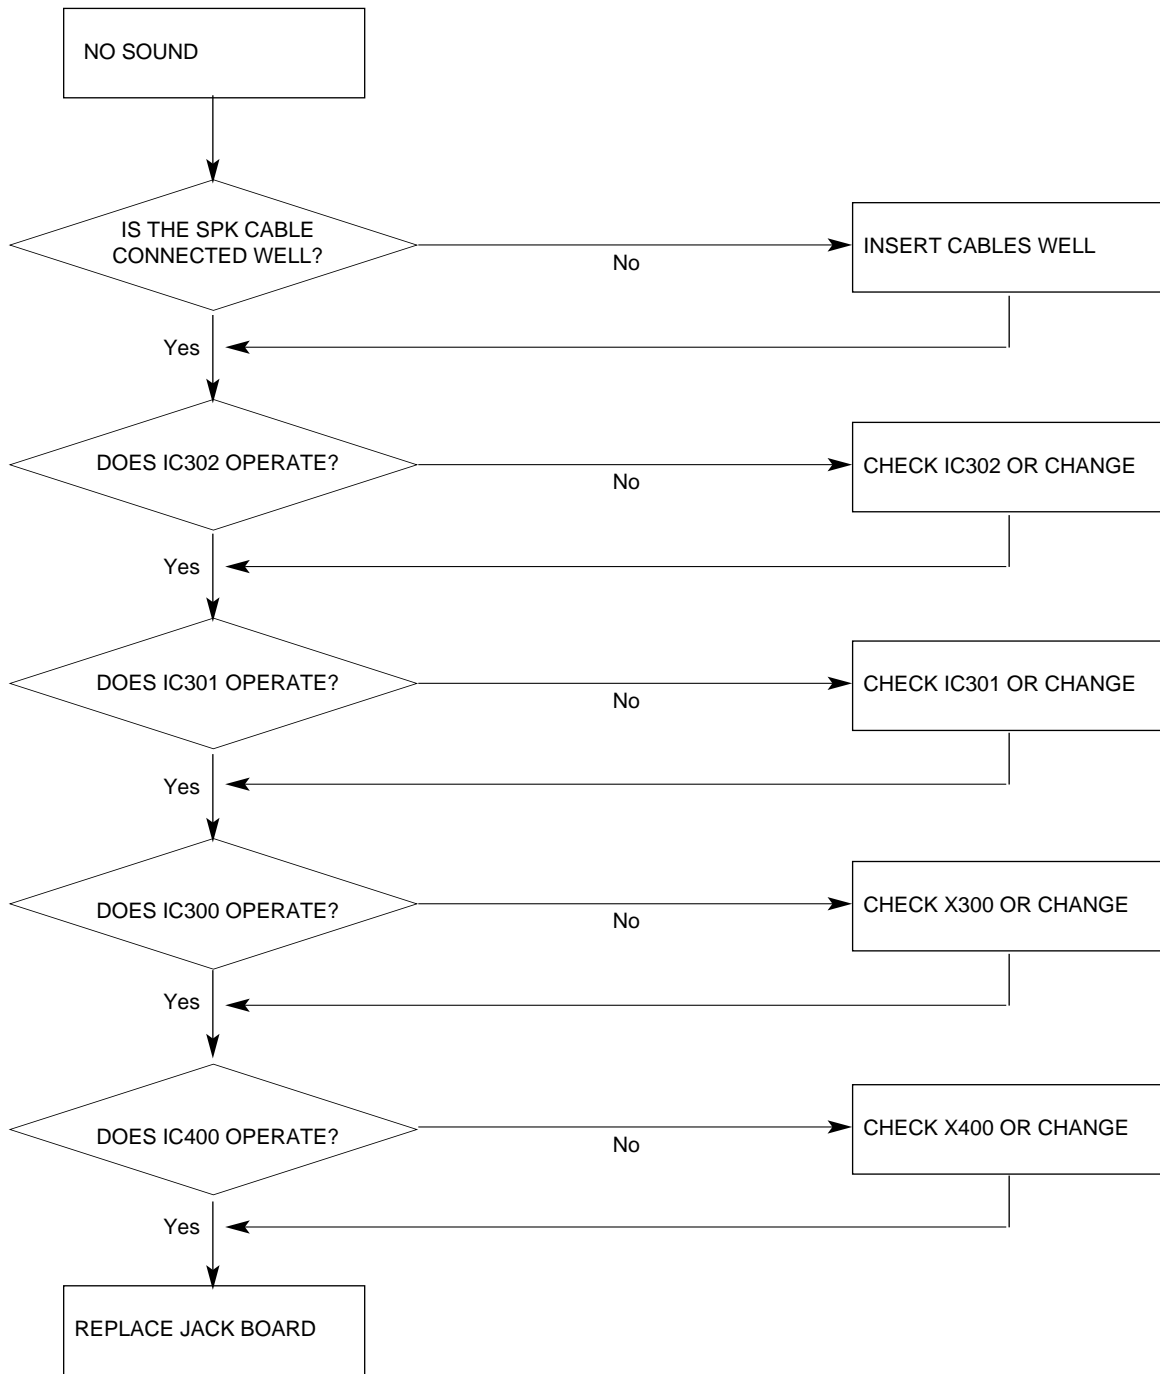 NO SOUND
IS THE SPK CABLE
CONNECTED WELL?
No
INSERT CABLES WELL
Yes
DOES IC302 OPERATE?
No
CHECK IC302 OR CHANGE
Yes
DOES IC301 OPERATE?
No
CHECK IC301 OR CHANGE
Yes
DOES IC300 OPERATE?
No
CHECK X300 OR CHANGE
Yes
DOES IC400 OPERATE?
No
CHECK X400 OR CHANGE
Yes
REPLACE JACK BOARD